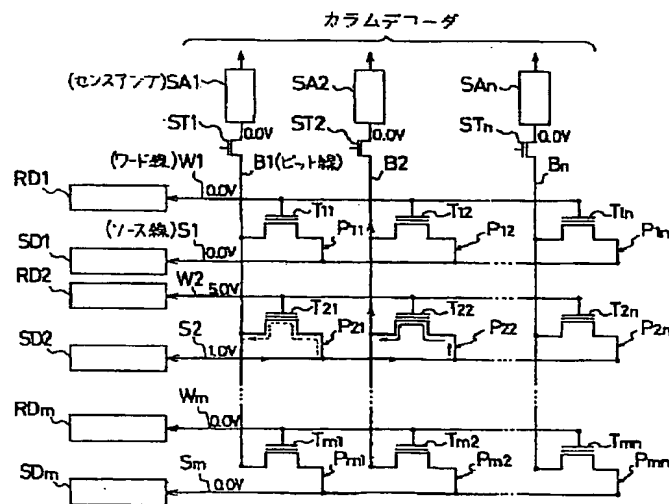 カラムデコーダ
(センスアンプ)SA1 SA2 SAn
0.0V 0.0V 0.0V
ST1 ST2 STn
(ワード線)W1 B1(ビット線) B2 Bn
RD1 0.0V
T11 T12 T1n
(ソース線)S1 P11 P12 P1n
SD1 0.0V
RD2 W2 5.0V
T21 T22 T2n
S2 P21 P22 P2n
SD2 1.0V
RDm Wm 0.0V
Tm1 Tm2 Tmn
Sm Pm1 Pm2 Pmn
SDm 0.0V